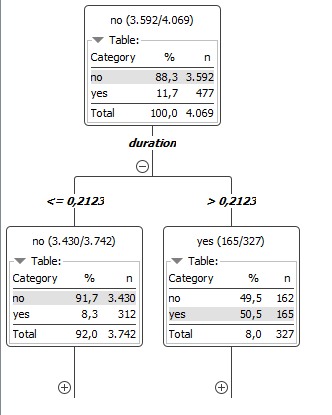 no (3.592/4.069)
Table:
Category % n
no 88,3 3.592
yes 11,7 477
Total 100,0 4.069
duration
<= 0,2123
> 0,2123
no (3.430/3.742)
Table:
Category % n
no 91,7 3.430
yes 8,3 312
Total 92,0 3.742
yes (165/327)
Table:
Category % n
no 49,5 162
yes 50,5 165
Total 8,0 327